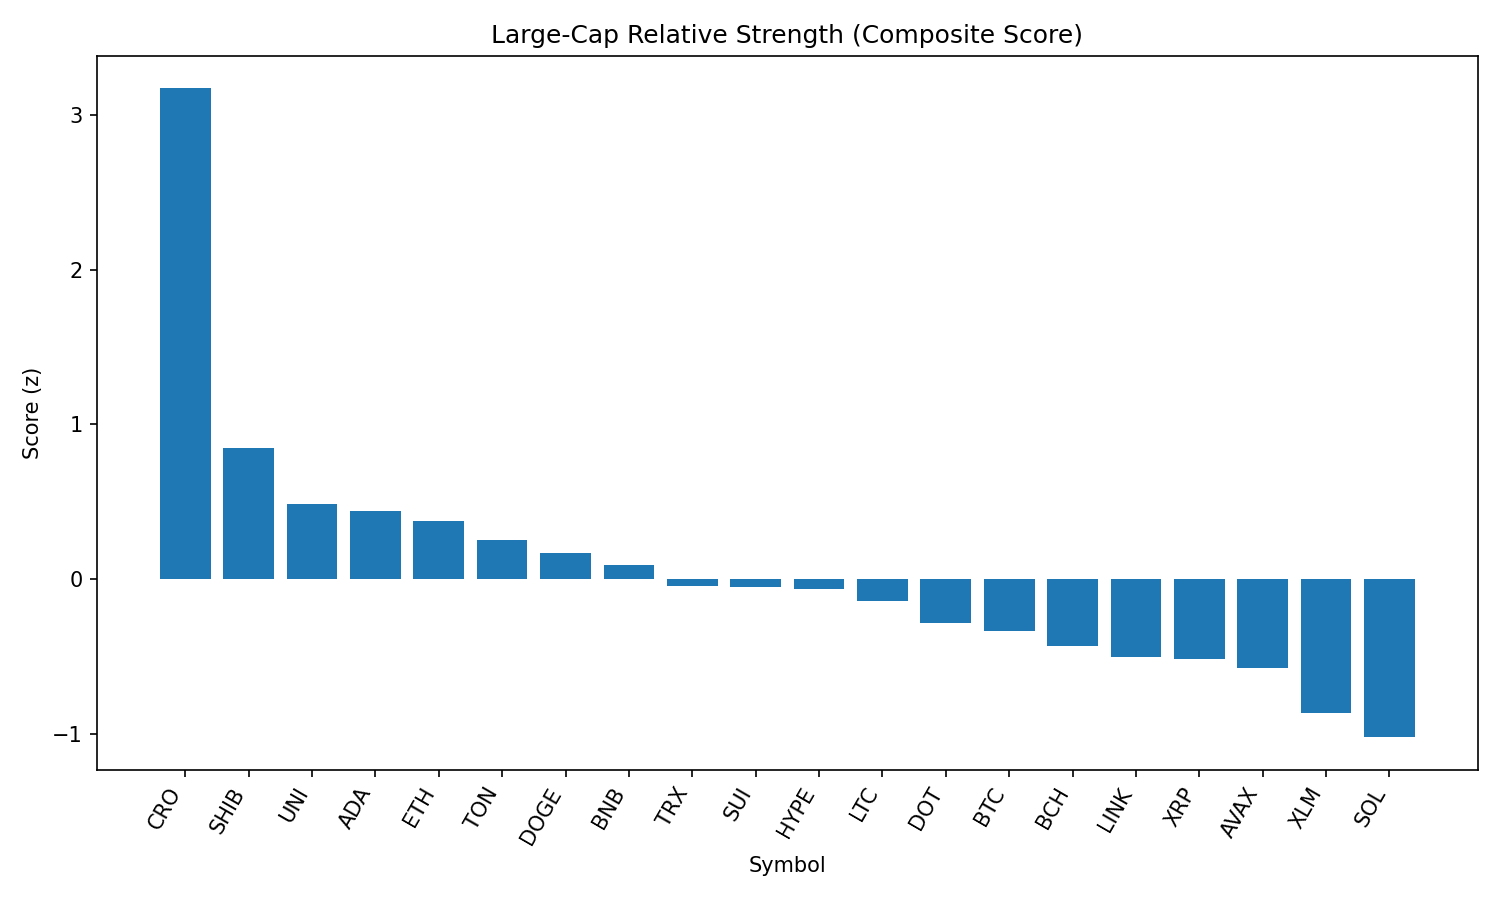 Large-Cap Relative Strength (Composite Score)
3
2
1
0
−1
Score (z)
CRO
SHIB
UNI
ADA
ETH
TON
DOGE
BNB
TRX
SUI
HYPE
LTC
DOT
BTC
BCH
LINK
XRP
AVAX
XLM
SOL
Symbol